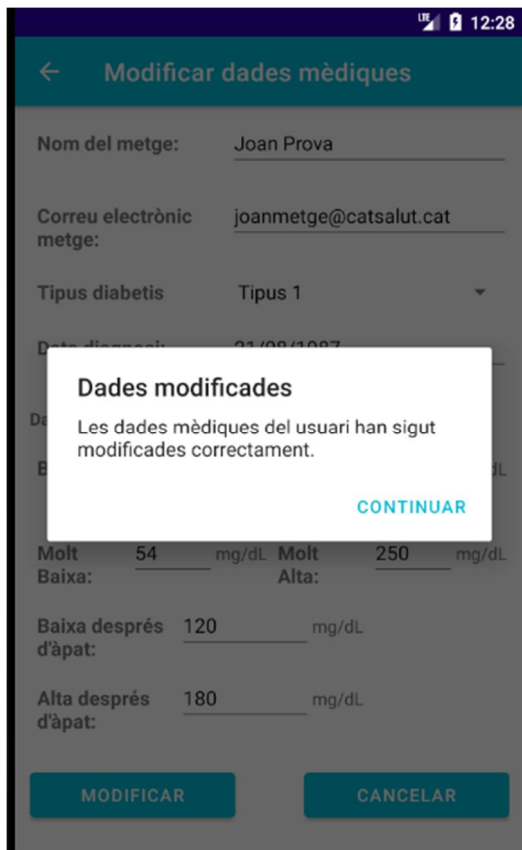 LTE 12:28
Modificar dades mèdiques
Nom del metge: Joan Prova
Correu electrònic joanmetge@catsalut.cat
metge:
Tipus diabetis Tipus 1
Dades modificades
Les dades mèdiques del usuari han sigut
modificades correctament.
CONTINUAR
Molt 54 mg/dL Molt 250 mg/dL
Baixa: Alta:
Baixa després 120 mg/dL
d'àpat:
Alta després 180 mg/dL
d'àpat:
MODIFICAR CANCELAR